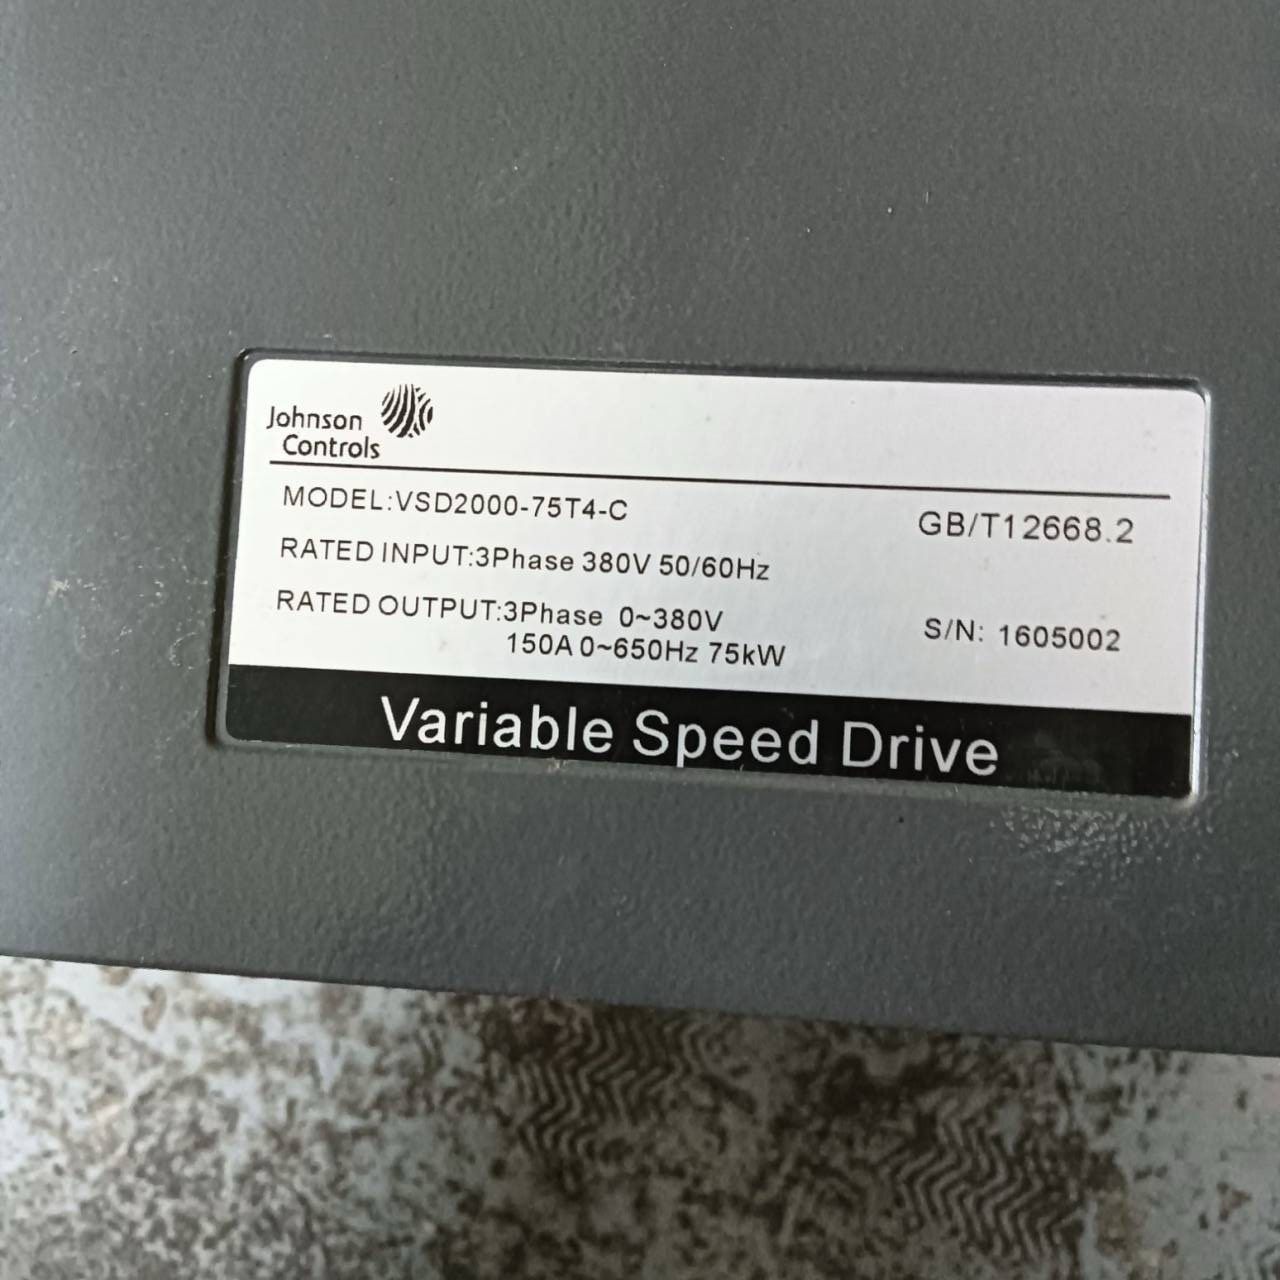 Johnson
Controls
MODEL:VSD2000-75T4-C
GB/T12668.2
RATED INPUT:3Phase 380V 50/60Hz
RATED OUTPUT:3Phase 0~380V
150A 0~650Hz 75kW
S/N: 1605002
Variable Speed Drive